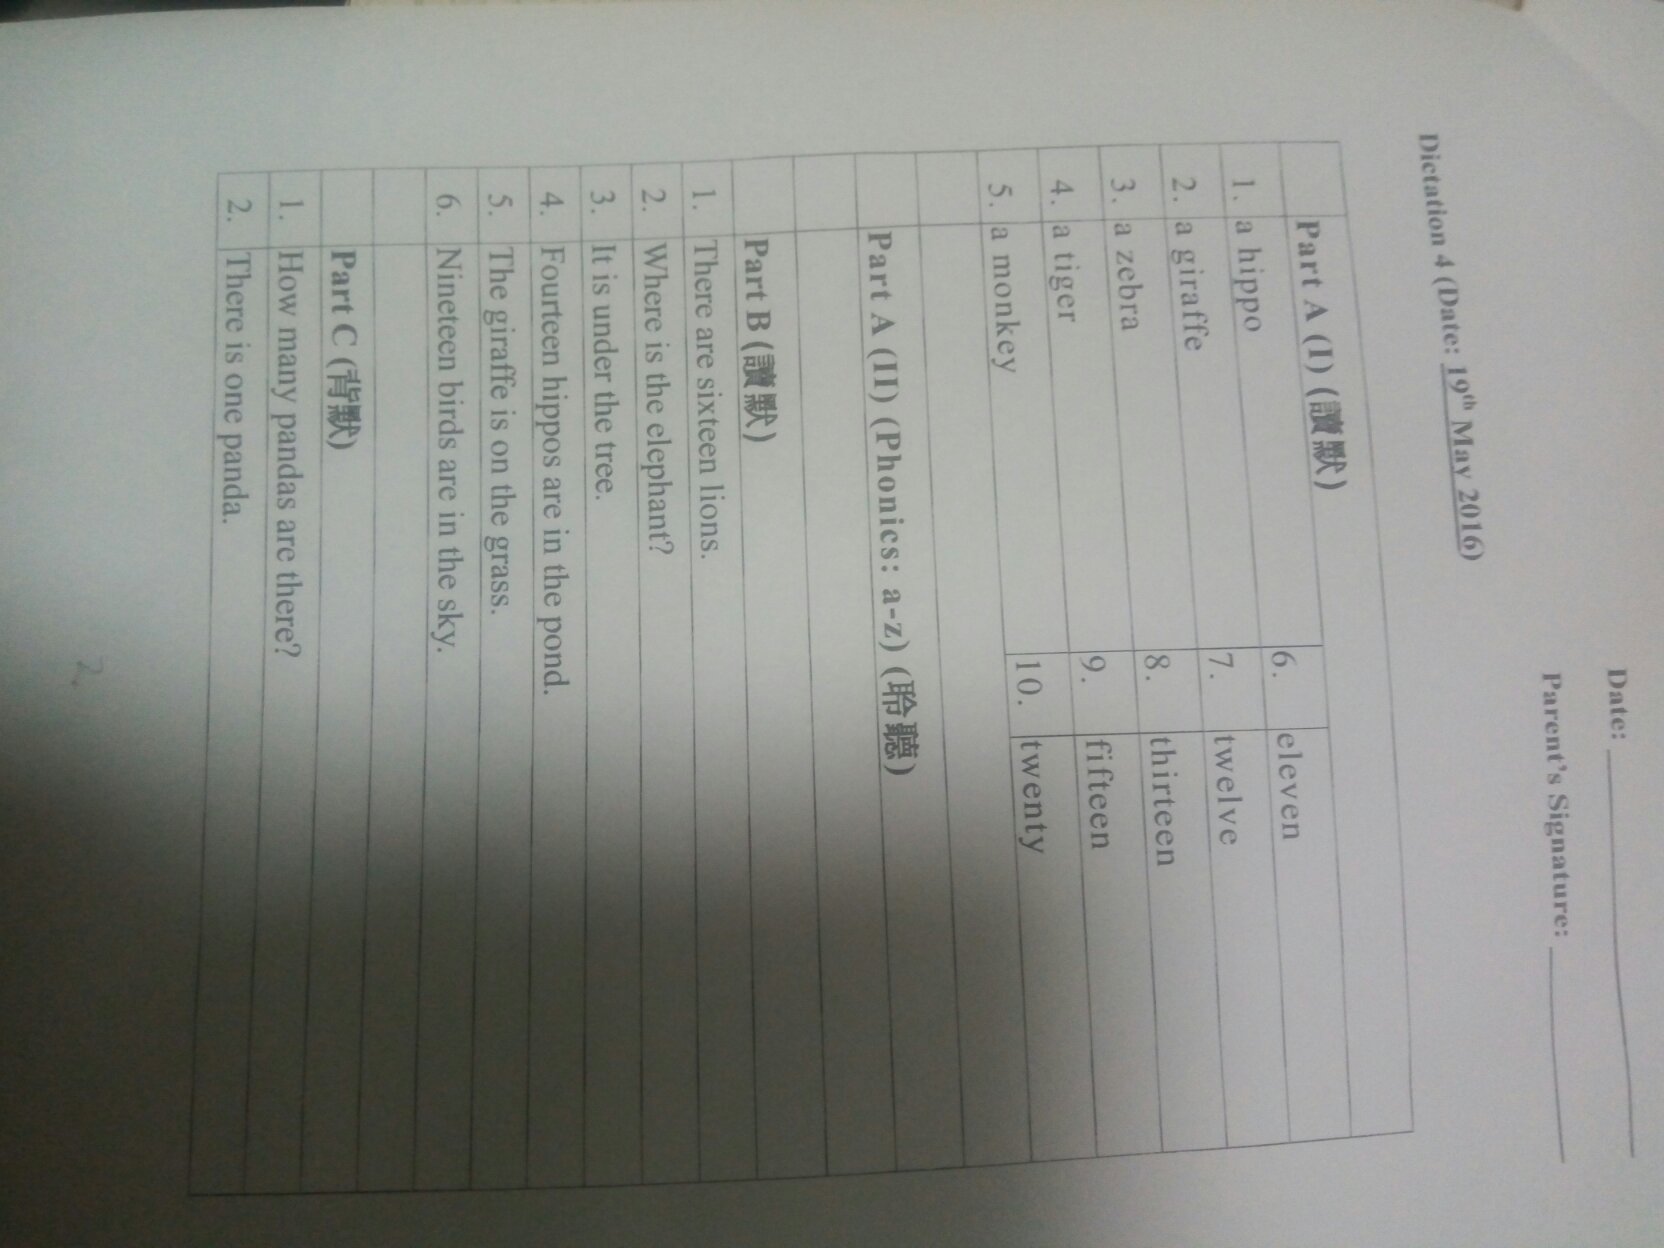 Date:
Parent's Signature:
Dictation 4 (Date: 19th May 2016)
Part A (I) (讀默)
1. a hippo 6. eleven
2. a giraffe 7. twelve
3. a zebra 8. thirteen
4. a tiger 9. fifteen
5. a monkey 10. twenty
Part A (II) (Phonics: a-z) (聆聽)
Part B (讀默)
1. There are sixteen lions.
2. Where is the elephant?
3. It is under the tree.
4. Fourteen hippos are in the pond.
5. The giraffe is on the grass.
6. Nineteen birds are in the sky.
Part C (背默)
1. How many pandas are there?
2. There is one panda.
2